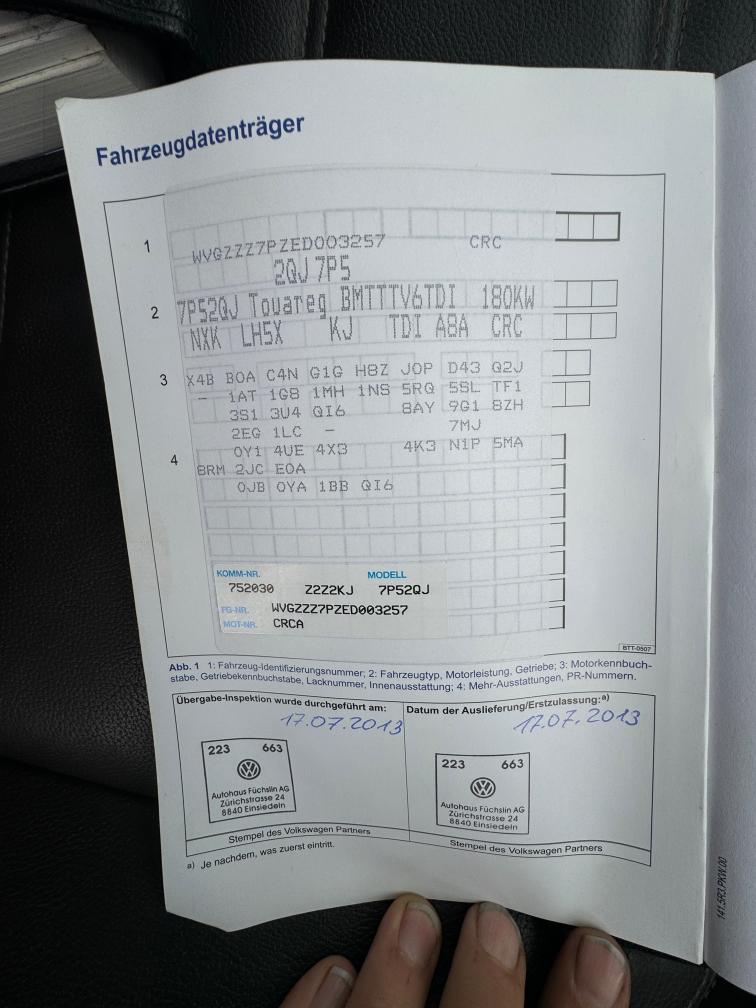 Fahrzeugdatenträger
1 WVGZZZ7PZED003257 CRC
2QJ 7P5
2 7P52QJ Touareg BMTTTV6TDI 180KW
NXK LH5X KJ TDI A8A CRC
3 X4B B0A C4N G1G H8Z J0P D43 Q2J
- 1AT 1G8 1MH 1NS 5RQ 5SL TF1
3S1 3U4 QI6 8AY 9G1 8ZH
2EG 1LC - 7MJ
4 0Y1 4UE 4X3 4K3 N1P 5MA
BRM 2JC E0A
0JB 0YA 1BB QI6
KOMM-NR. MODELL
752030 Z2Z2KJ 7P52QJ
FG-NR. WVGZZZ7PZED003257
MOT-NR. CRCA
BTT-0507
Abb. 1 1: Fahrzeug-Identifizierungsnummer; 2: Fahrzeugtyp, Motorleistung, Getriebe; 3: Motorkennbuch-
stabe, Getriebekennbuchstabe, Lacknummer, Innenausstattung; 4: Mehr-Ausstattungen, PR-Nummern.
Übergabe-Inspektion wurde durchgeführt am:
17.07.2013
223 663
Autohaus Füchslin AG
Zürichstrasse 24
8840 Einsiedeln
Stempel des Volkswagen Partners
Datum der Auslieferung/Erstzulassung:a)
17.07.2013
223 663
Autohaus Füchslin AG
Zürichstrasse 24
8840 Einsiedeln
Stempel des Volkswagen Partners
a) Je nachdem, was zuerst eintritt.
141.5R3.PKW.00